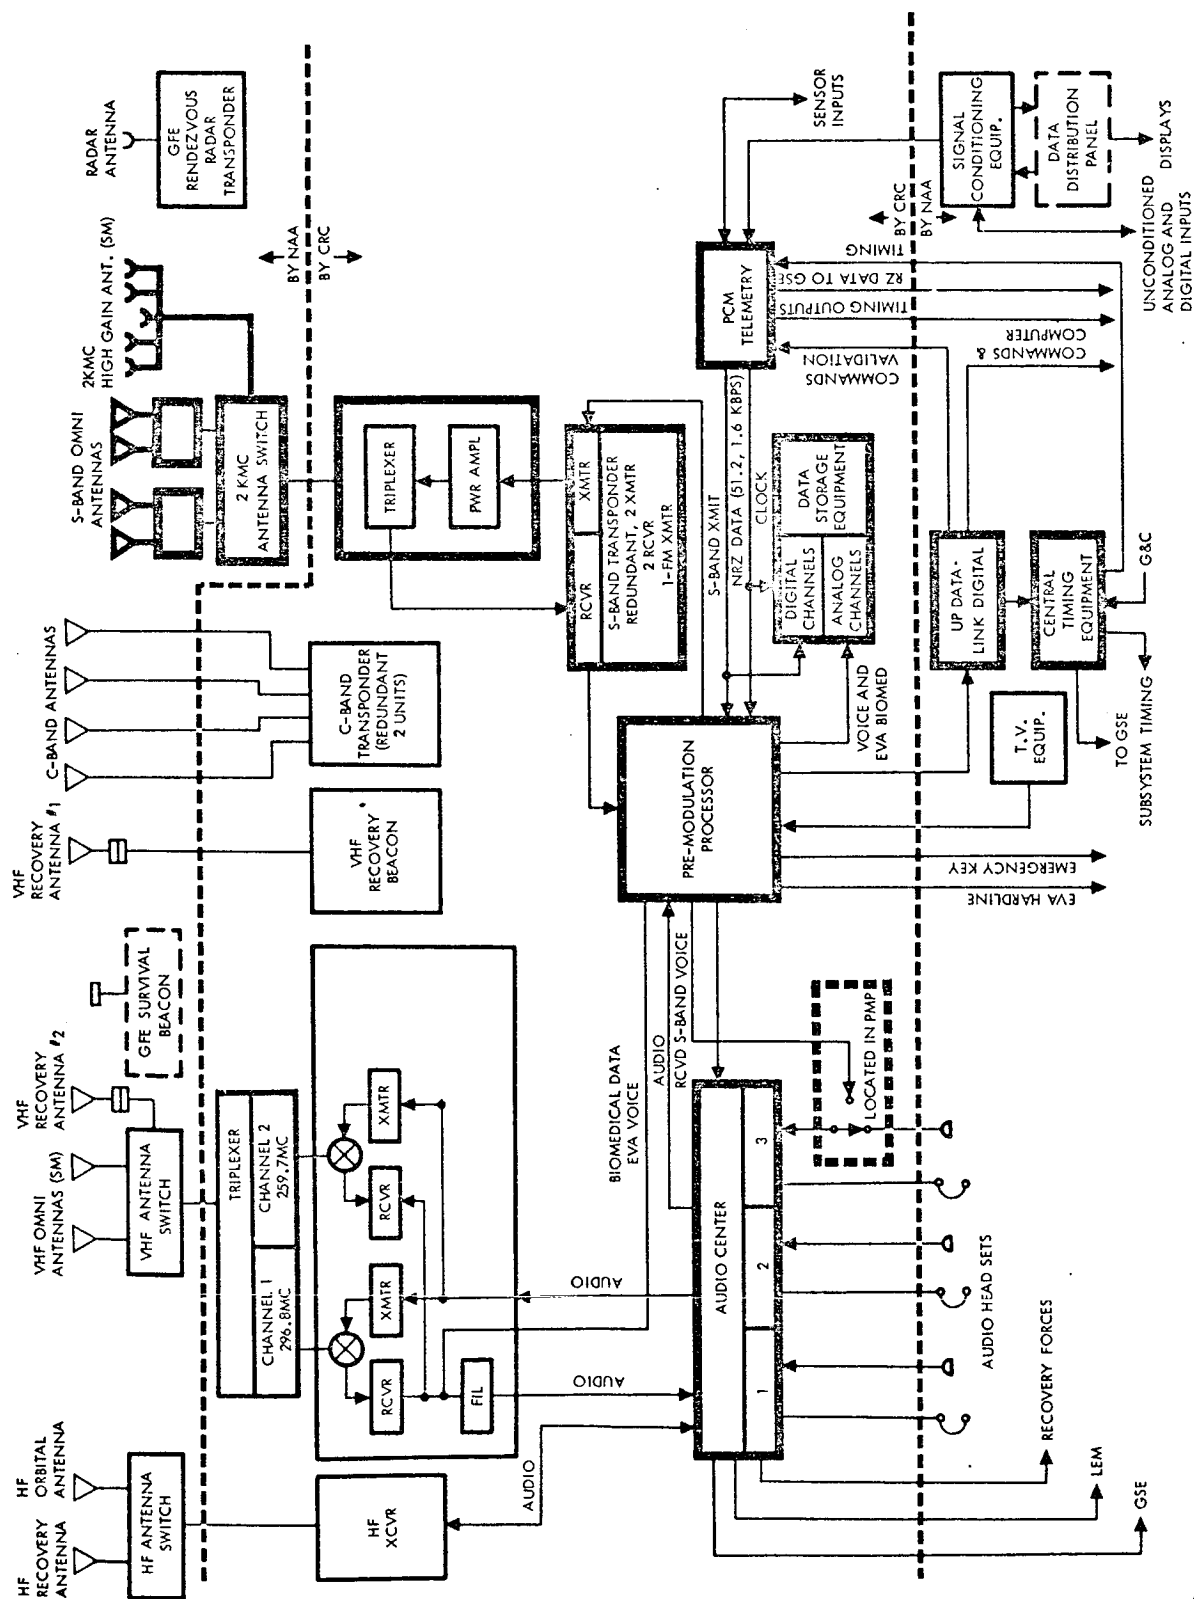 HF
RECOVERY
ANTENNA
HF
ORBITAL
ANTENNA
VHF OMNI
ANTENNAS (SM)
VHF
RECOVERY
ANTENNA #2
VHF
RECOVERY
ANTENNA #1
C-BAND ANTENNAS
S-BAND OMNI
ANTENNAS
2KMC
HIGH GAIN ANT. (SM)
RADAR
ANTENNA
HF ANTENNA
SWITCH
VHF ANTENNA
SWITCH
GFE SURVIVAL
BEACON
GFE
RENDEZVOUS
RADAR
TRANSPONDER
2 KMC
ANTENNA SWITCH
BY NAA
BY CRC
TRIPLEXER
CHANNEL 1
296.8MC
CHANNEL 2
259.7MC
HF
XCVR
RCVR
XMTR
RCVR
XMTR
FIL
VHF
RECOVERY
BEACON
C-BAND
TRANSPONDER
(REDUNDANT
2 UNITS)
TRIPLEXER
PWR AMPL
RCVR
XMTR
S-BAND TRANSPONDER
REDUNDANT, 2 XMTR
2 RCVR
1-FM XMTR
AUDIO
AUDIO
AUDIO
BIOMEDICAL DATA
EVA VOICE
AUDIO
RCVD S-BAND VOICE
PRE-MODULATION
PROCESSOR
S-BAND XMIT
NRZ DATA (51.2, 1.6 KBPS)
CLOCK
PCM
TELEMETRY
SENSOR
INPUTS
DIGITAL
CHANNELS
ANALOG
CHANNELS
DATA
STORAGE
EQUIPMENT
VOICE AND
EVA BIOMED
AUDIO CENTER
1
2
3
LOCATED IN PMP
COMMANDS
VALIDATION
COMMANDS &
COMPUTER
TIMING OUTPUTS
RZ DATA TO GSE
TIMING
BY CRC
BY NAA
EVA HARDLINE
EMERGENCY KEY
T.V.
EQUIP.
UP DATA-
LINK DIGITAL
CENTRAL
TIMING
EQUIPMENT
SIGNAL
CONDITIONING
EQUIP.
DATA
DISTRIBUTION
PANEL
AUDIO HEAD SETS
RECOVERY FORCES
LEM
GSE
TO GSE
SUBSYSTEM TIMING
G&C
UNCONDITIONED
ANALOG AND
DIGITAL INPUTS
DISPLAYS